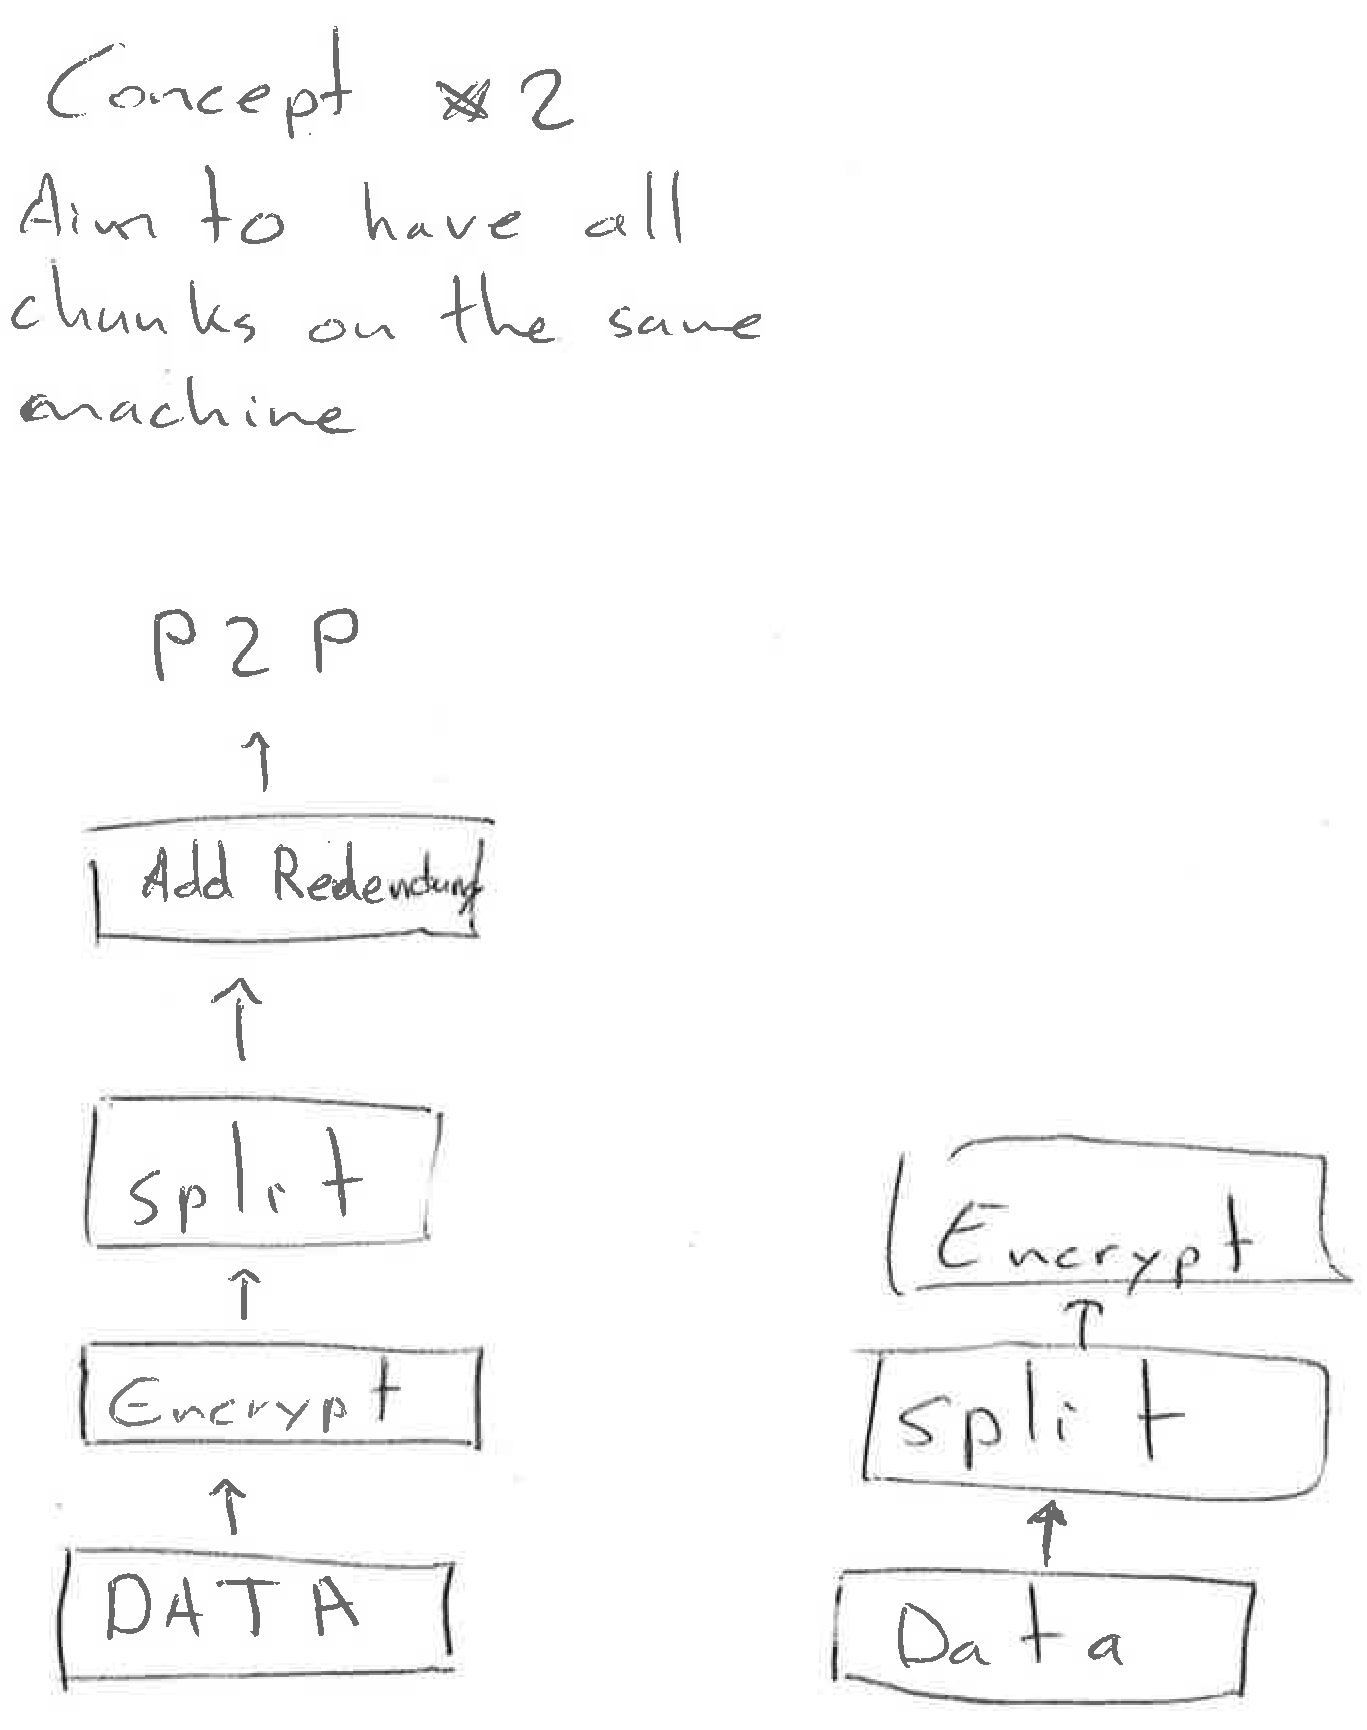 Concept 2
Aim to have all
chunks on the same
machine
P2P
Add Redendung
split
Encrypt
DATA
Encrypt
split
Data